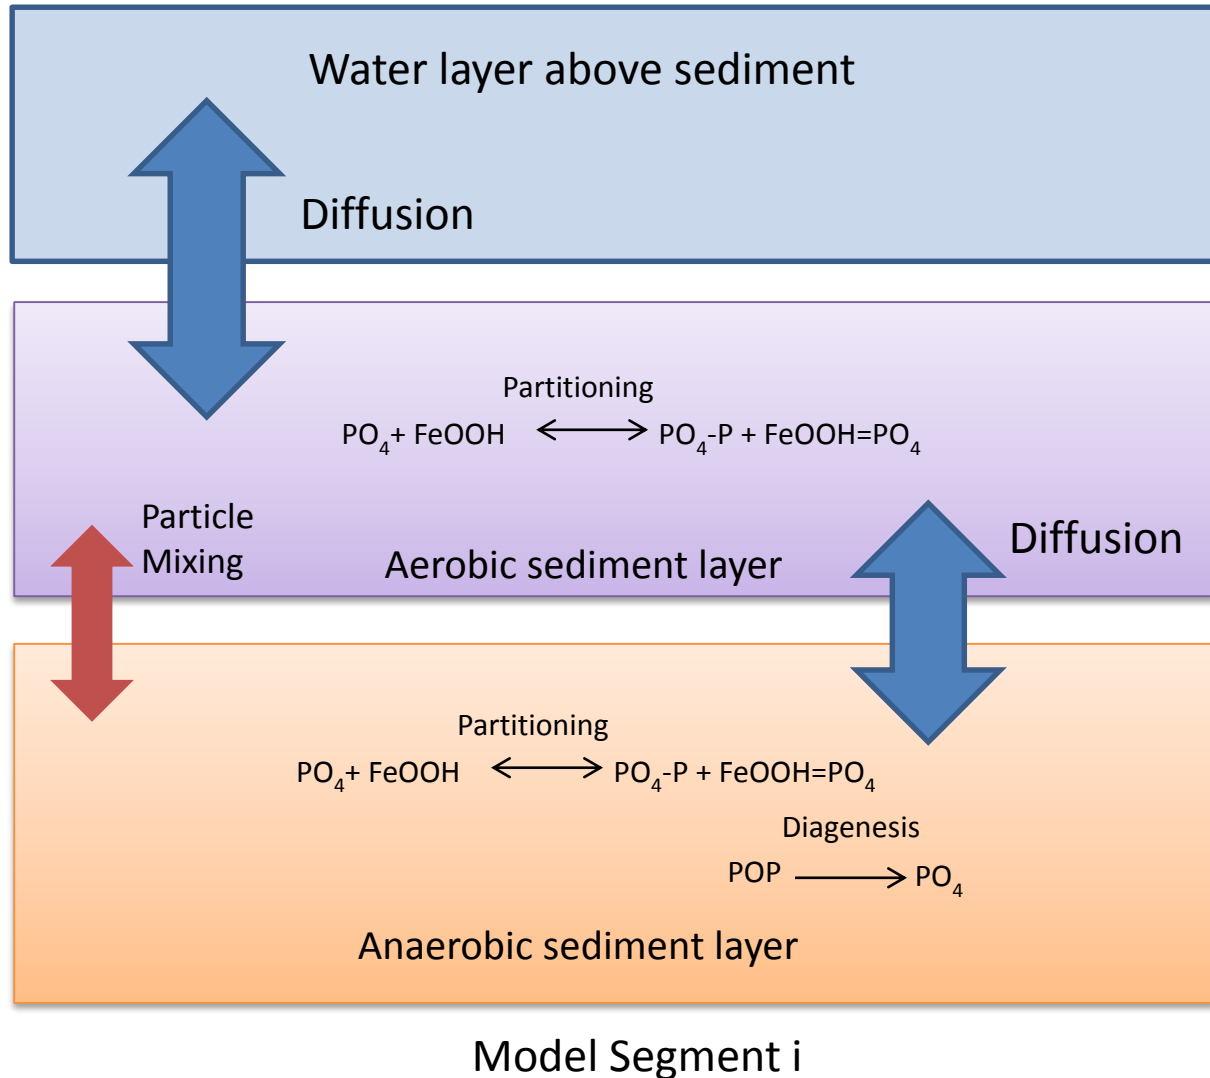 Water layer above sediment
Diffusion
Partitioning
PO4+ FeOOH PO4-P + FeOOH=PO4
Particle
Mixing
Diffusion
Aerobic sediment layer
Partitioning
PO4+ FeOOH PO4-P + FeOOH=PO4
Diagenesis
POP PO4
Anaerobic sediment layer
Model Segment i